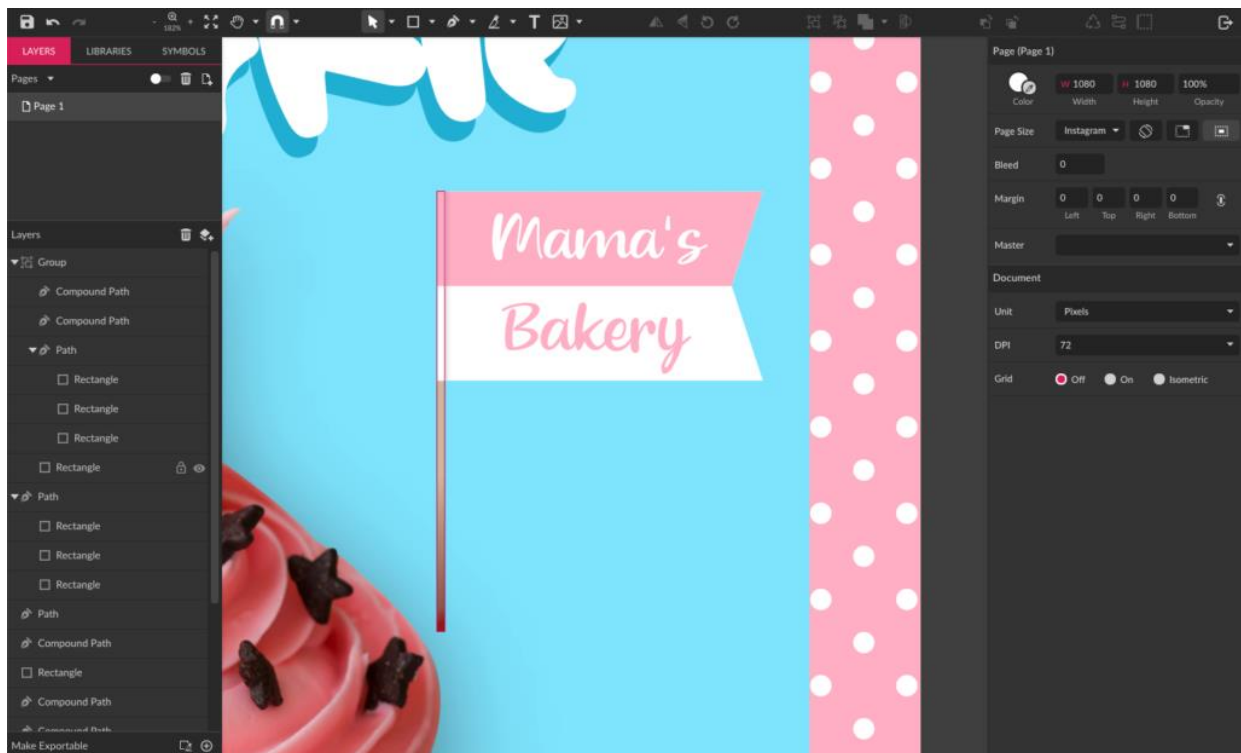 182%
LAYERS LIBRARIES SYMBOLS
Pages
Page 1
Layers
Group
Compound Path
Compound Path
Path
Rectangle
Rectangle
Rectangle
Rectangle
Path
Rectangle
Rectangle
Rectangle
Path
Compound Path
Rectangle
Compound Path
Compound Path
Make Exportable
Mama's
Bakery
Page (Page 1)
W 1080 H 1080 100%
Color Width Height Opacity
Page Size Instagram
Bleed 0
Margin 0 0 0 0
Left Top Right Bottom
Master
Document
Unit Pixels
DPI 72
Grid Off On Isometric